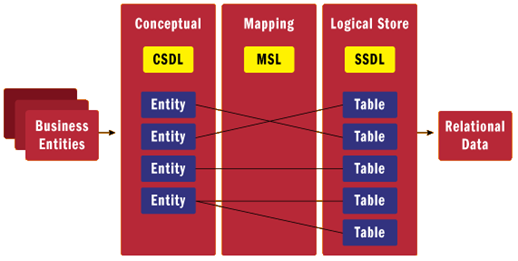 Conceptual
Mapping
Logical Store
CSDL
MSL
SSDL
Business
Entities
Entity
Entity
Entity
Entity
Table
Table
Table
Table
Table
Relational
Data